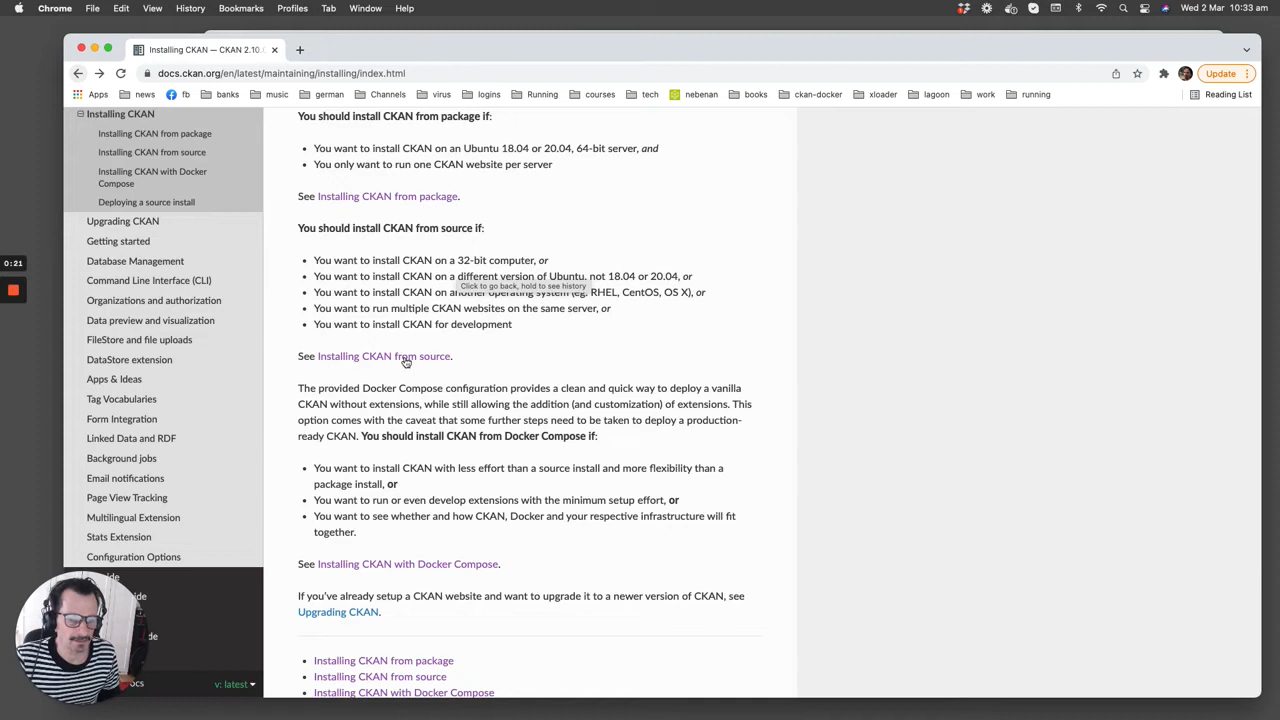 Chrome File Edit View History Bookmarks Profiles Tab Window Help Wed 2 Mar 10:33 am
Installing CKAN — CKAN 2.10.
docs.ckan.org/en/latest/maintaining/installing/index.html
Update
Apps news fb banks music german Channels virus logins Running courses tech nebenan books ckan-docker xloader lagoon work running Reading List
Installing CKAN
Installing CKAN from package
Installing CKAN from source
Installing CKAN with Docker
Compose
Deploying a source install
Upgrading CKAN
Getting started
Database Management
Command Line Interface (CLI)
Organizations and authorization
Data preview and visualization
FileStore and file uploads
DataStore extension
Apps & Ideas
Tag Vocabularies
Form Integration
Linked Data and RDF
Background jobs
Email notifications
Page View Tracking
Multilingual Extension
Stats Extension
Configuration Options
v: latest
0:21
You should install CKAN from package if:
• You want to install CKAN on an Ubuntu 18.04 or 20.04, 64-bit server, and
• You only want to run one CKAN website per server
See Installing CKAN from package.
You should install CKAN from source if:
• You want to install CKAN on a 32-bit computer, or
• You want to install CKAN on a different version of Ubuntu, not 18.04 or 20.04, or
Click to go back, hold to see history
• You want to install CKAN on another operating system (eg. RHEL, CentOS, OS X), or
• You want to run multiple CKAN websites on the same server, or
• You want to install CKAN for development
See Installing CKAN from source.
The provided Docker Compose configuration provides a clean and quick way to deploy a vanilla
CKAN without extensions, while still allowing the addition (and customization) of extensions. This
option comes with the caveat that some further steps need to be taken to deploy a production-
ready CKAN. You should install CKAN from Docker Compose if:
• You want to install CKAN with less effort than a source install and more flexibility than a
package install, or
• You want to run or even develop extensions with the minimum setup effort, or
• You want to see whether and how CKAN, Docker and your respective infrastructure will fit
together.
See Installing CKAN with Docker Compose.
If you've already setup a CKAN website and want to upgrade it to a newer version of CKAN, see
Upgrading CKAN.
• Installing CKAN from package
• Installing CKAN from source
• Installing CKAN with Docker Compose